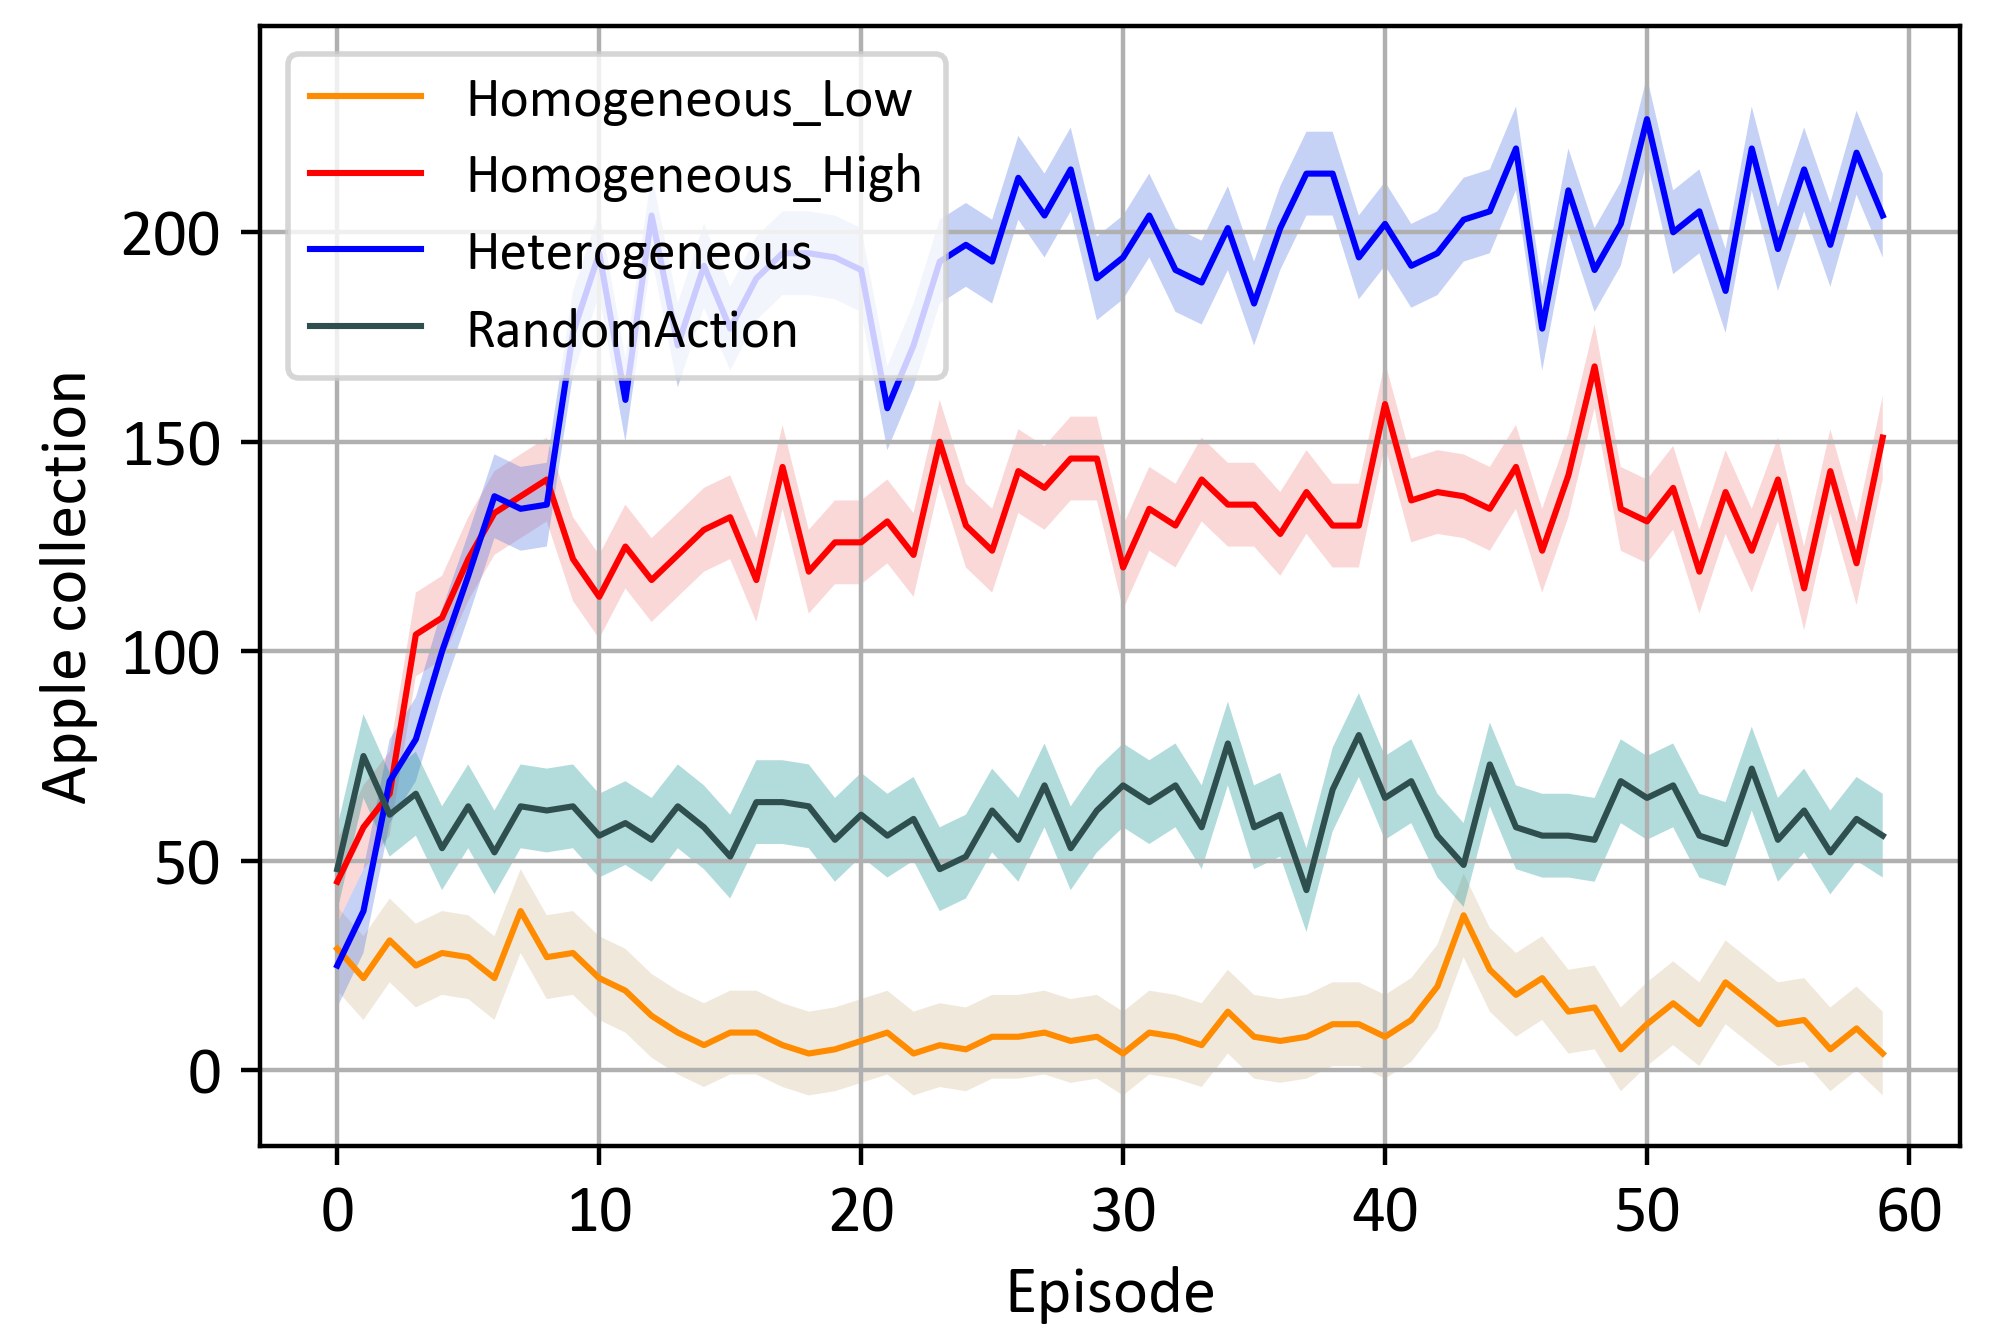 Homogeneous_Low
Homogeneous_High
Heterogeneous
RandomAction
Apple collection
200
150
100
50
0
0 10 20 30 40 50 60
Episode